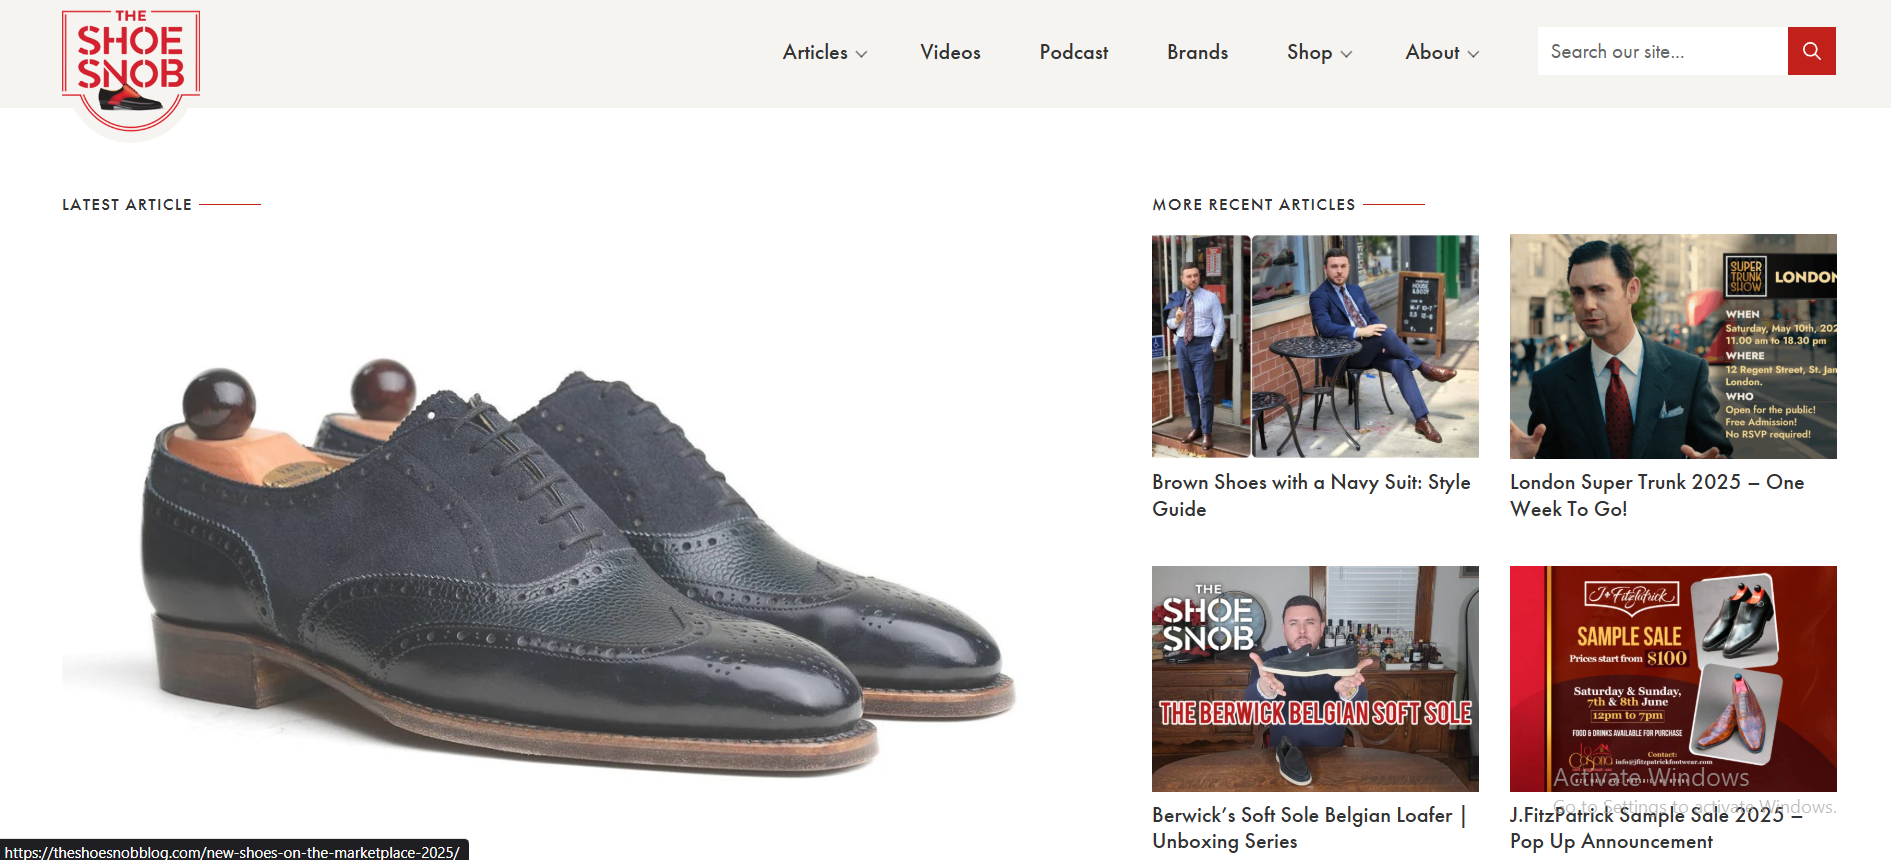 THE
SHOE
SNOB
Articles
Videos
Podcast
Brands
Shop
About
Search our site...
LATEST ARTICLE
MORE RECENT ARTICLES
SUPER
TRUNK
SHOW
LONDON
WHEN
Saturday, May 10th, 202
11.00 am to 18.30 pm
WHERE
12 Regent Street, St. Jam
London.
WHO
Open for the public!
Free Admission!
No RSVP required!
Brown Shoes with a Navy Suit: Style
Guide
London Super Trunk 2025 – One
Week To Go!
THE
SHOE
SNOB
THE BERWICK BELGIAN SOFT SOLE
J•FitzPatrick
SAMPLE SALE
Prices start from $100
Saturday & Sunday,
7th & 8th June
12pm to 7pm
FOOD & DRINKS AVAILABLE FOR PURCHASE
Contact:
info@jfitzpatrickfootwear.com
Activate Windows
Go to Settings to activate Windows.
Berwick's Soft Sole Belgian Loafer |
Unboxing Series
J.FitzPatrick Sample Sale 2025 –
Pop Up Announcement
https://theshoesnobblog.com/new-shoes-on-the-marketplace-2025/